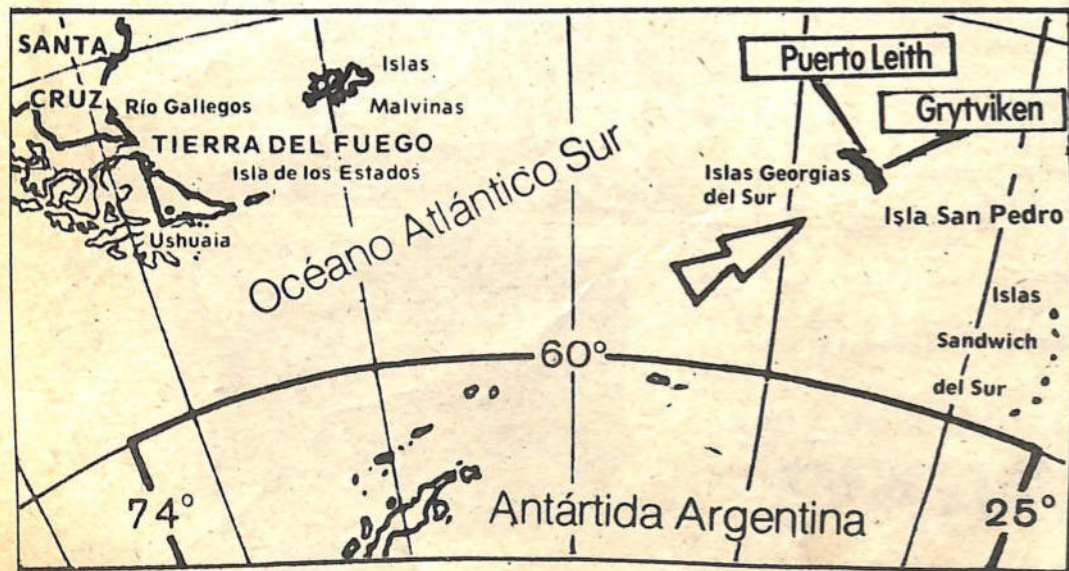 SANTA
CRUZ
Río Gallegos
TIERRA DEL FUEGO
Isla de los Estados
Ushuaia
Islas
Malvinas
Océano Atlántico Sur
Puerto Leith
Grytviken
Islas Georgias
del Sur
Isla San Pedro
Islas
Sandwich
del Sur
60°
74°
25°
Antártida Argentina